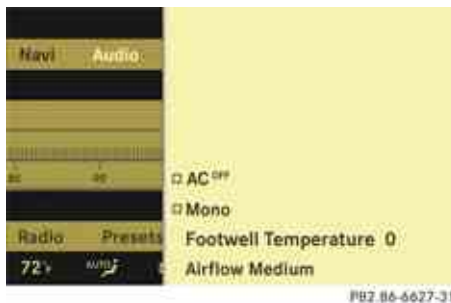 Navi Audio
AC OFF
Mono
Radio Presets
Footwell Temperature 0
72 AUTO
Airflow Medium
P82.86-6627-31